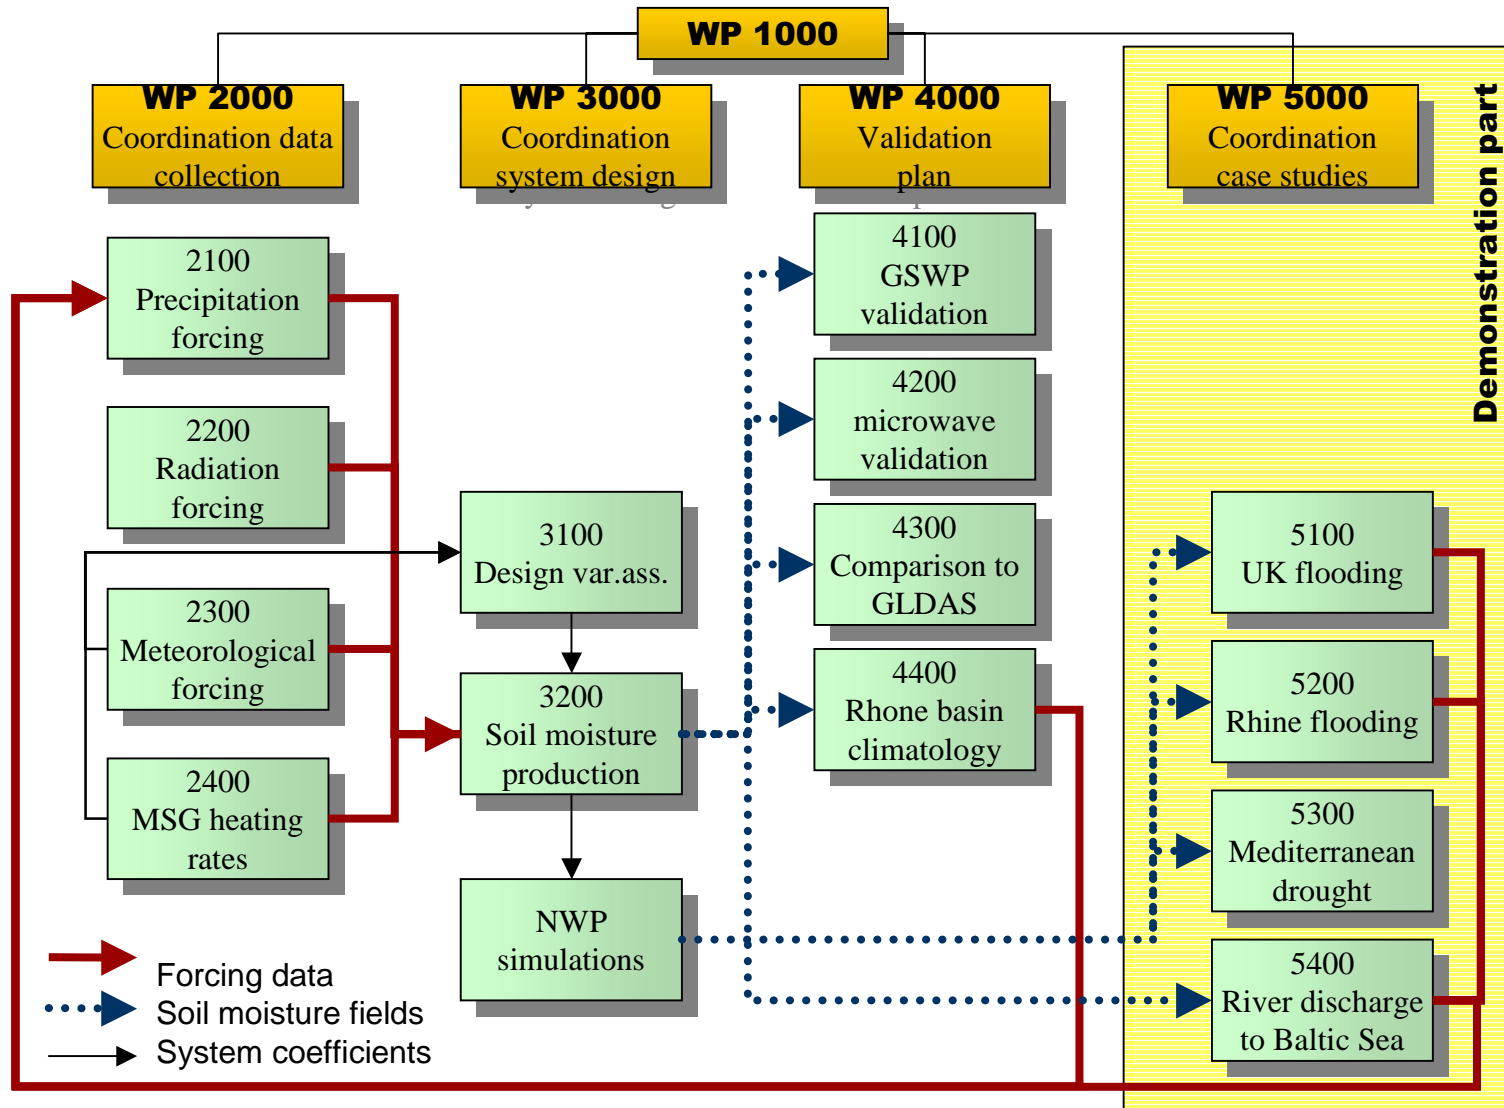 WP 1000
WP 2000
Coordination data
collection
WP 3000
Coordination
system design
WP 4000
Validation
plan
WP 5000
Coordination
case studies
Demonstration part
2100
Precipitation
forcing
2200
Radiation
forcing
2300
Meteorological
forcing
2400
MSG heating
rates
3100
Design var.ass.
3200
Soil moisture
production
NWP
simulations
4100
GSWP
validation
4200
microwave
validation
4300
Comparison to
GLDAS
4400
Rhone basin
climatology
5100
UK flooding
5200
Rhine flooding
5300
Mediterranean
drought
5400
River discharge
to Baltic Sea
Forcing data
Soil moisture fields
System coefficients